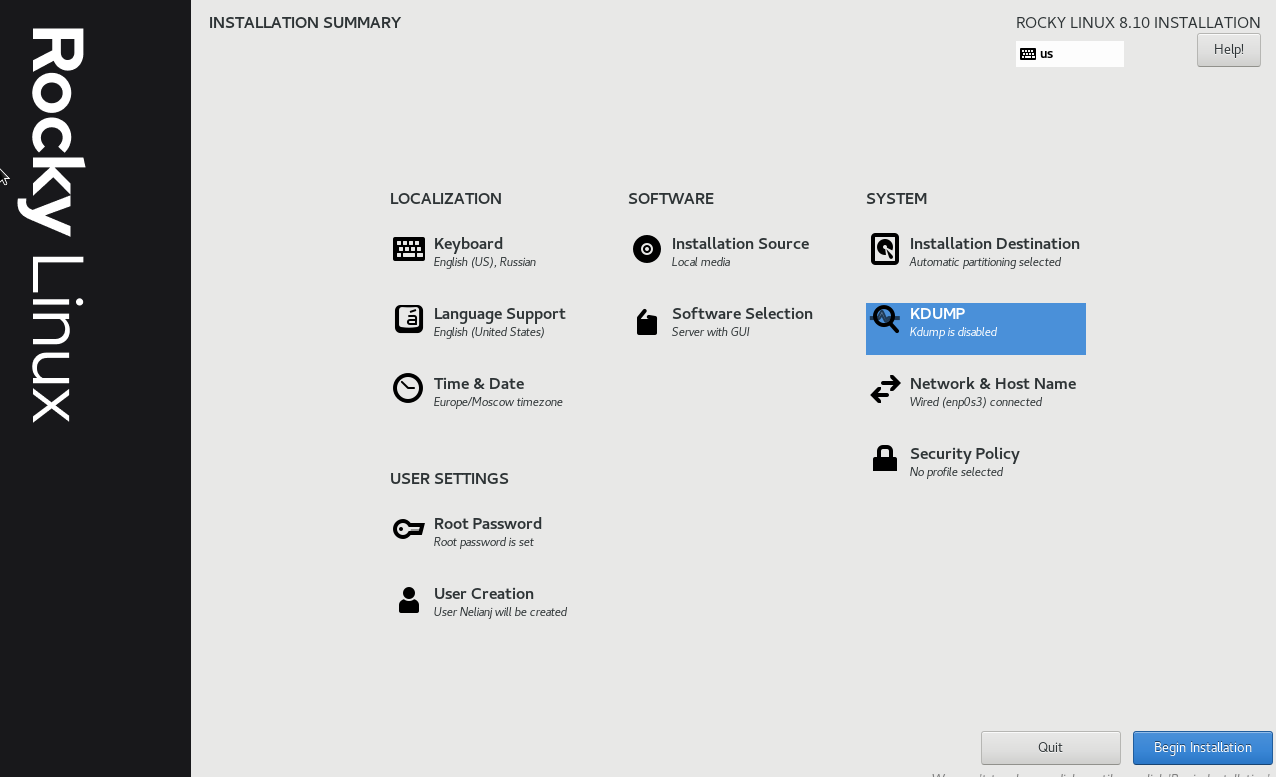 Rocky Linux
INSTALLATION SUMMARY
ROCKY LINUX 8.10 INSTALLATION
us
Help!
LOCALIZATION
Keyboard
English (US), Russian
Language Support
English (United States)
Time & Date
Europe/Moscow timezone
SOFTWARE
Installation Source
Local media
Software Selection
Server with GUI
SYSTEM
Installation Destination
Automatic partitioning selected
KDUMP
Kdump is disabled
Network & Host Name
Wired (enp0s3) connected
Security Policy
No profile selected
USER SETTINGS
Root Password
Root password is set
User Creation
User Nelianj will be created
Quit
Begin Installation